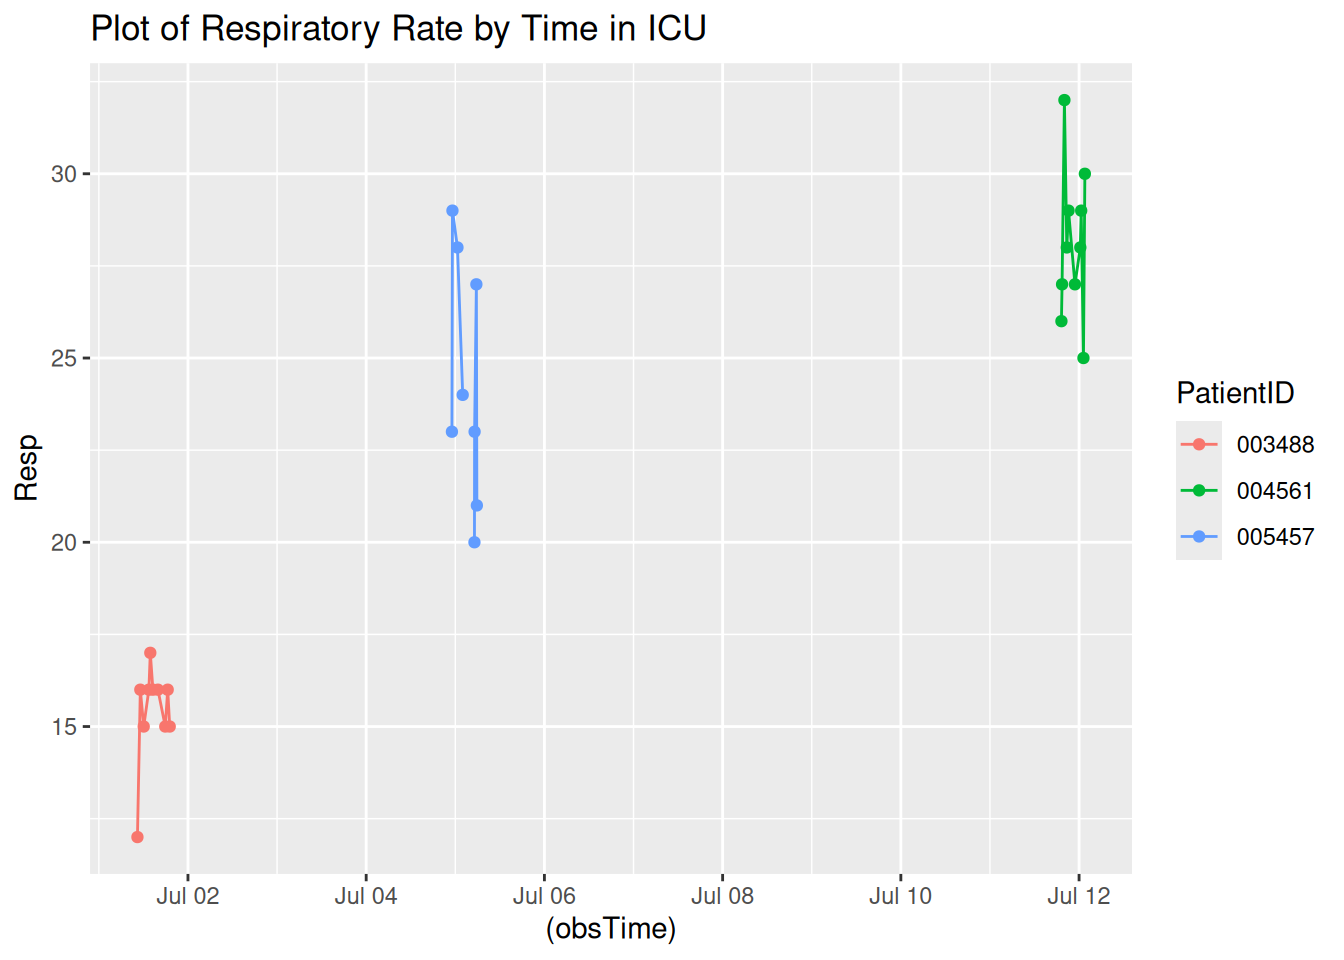 Plot of Respiratory Rate by Time in ICU
Resp
30
25
20
15
Jul 02
Jul 04
Jul 06
Jul 08
Jul 10
Jul 12
(obsTime)
PatientID
003488
004561
005457